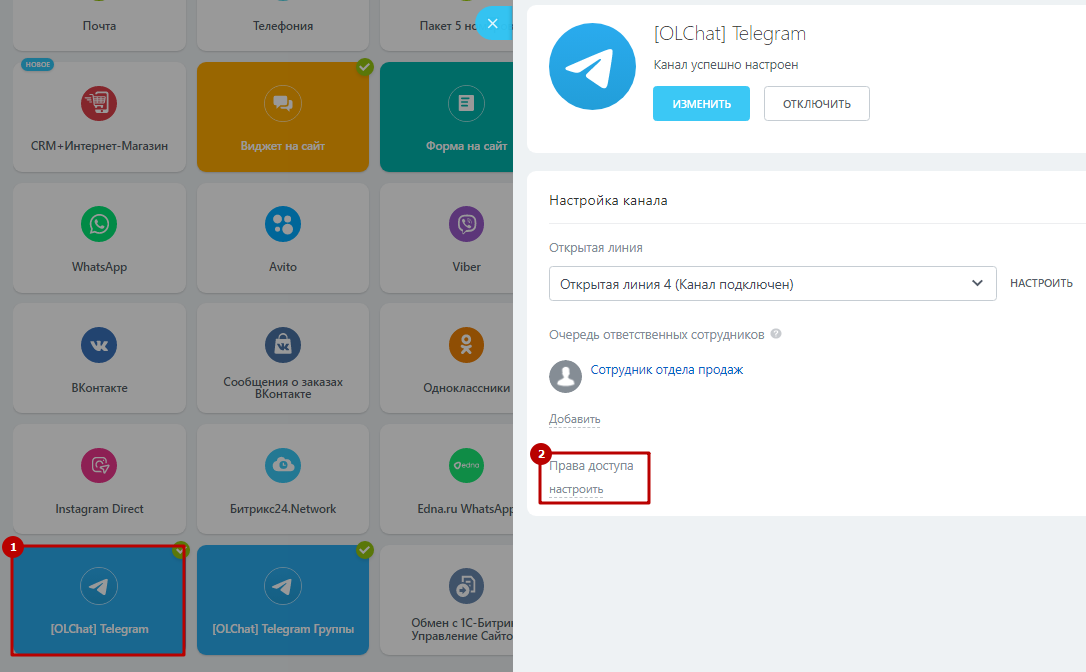 Почта
Телефония
Пакет 5
НОВОЕ
CRM+Интернет-Магазин
Виджет на сайт
Форма на сайт
WhatsApp
Avito
Viber
ВКонтакте
Сообщения о заказах
ВКонтакте
Одноклассники
Instagram Direct
Битрикс24.Network
edna
Edna.ru WhatsApp
1
[OLChat] Telegram
[OLChat] Telegram Группы
Обмен с 1С-Битри
Управление Сайто
[OLChat] Telegram
Канал успешно настроен
ИЗМЕНИТЬ
ОТКЛЮЧИТЬ
Настройка канала
Открытая линия
Открытая линия 4 (Канал подключен)
НАСТРОИТЬ
Очередь ответственных сотрудников ?
Сотрудник отдела продаж
Добавить
2
Права доступа
настроить